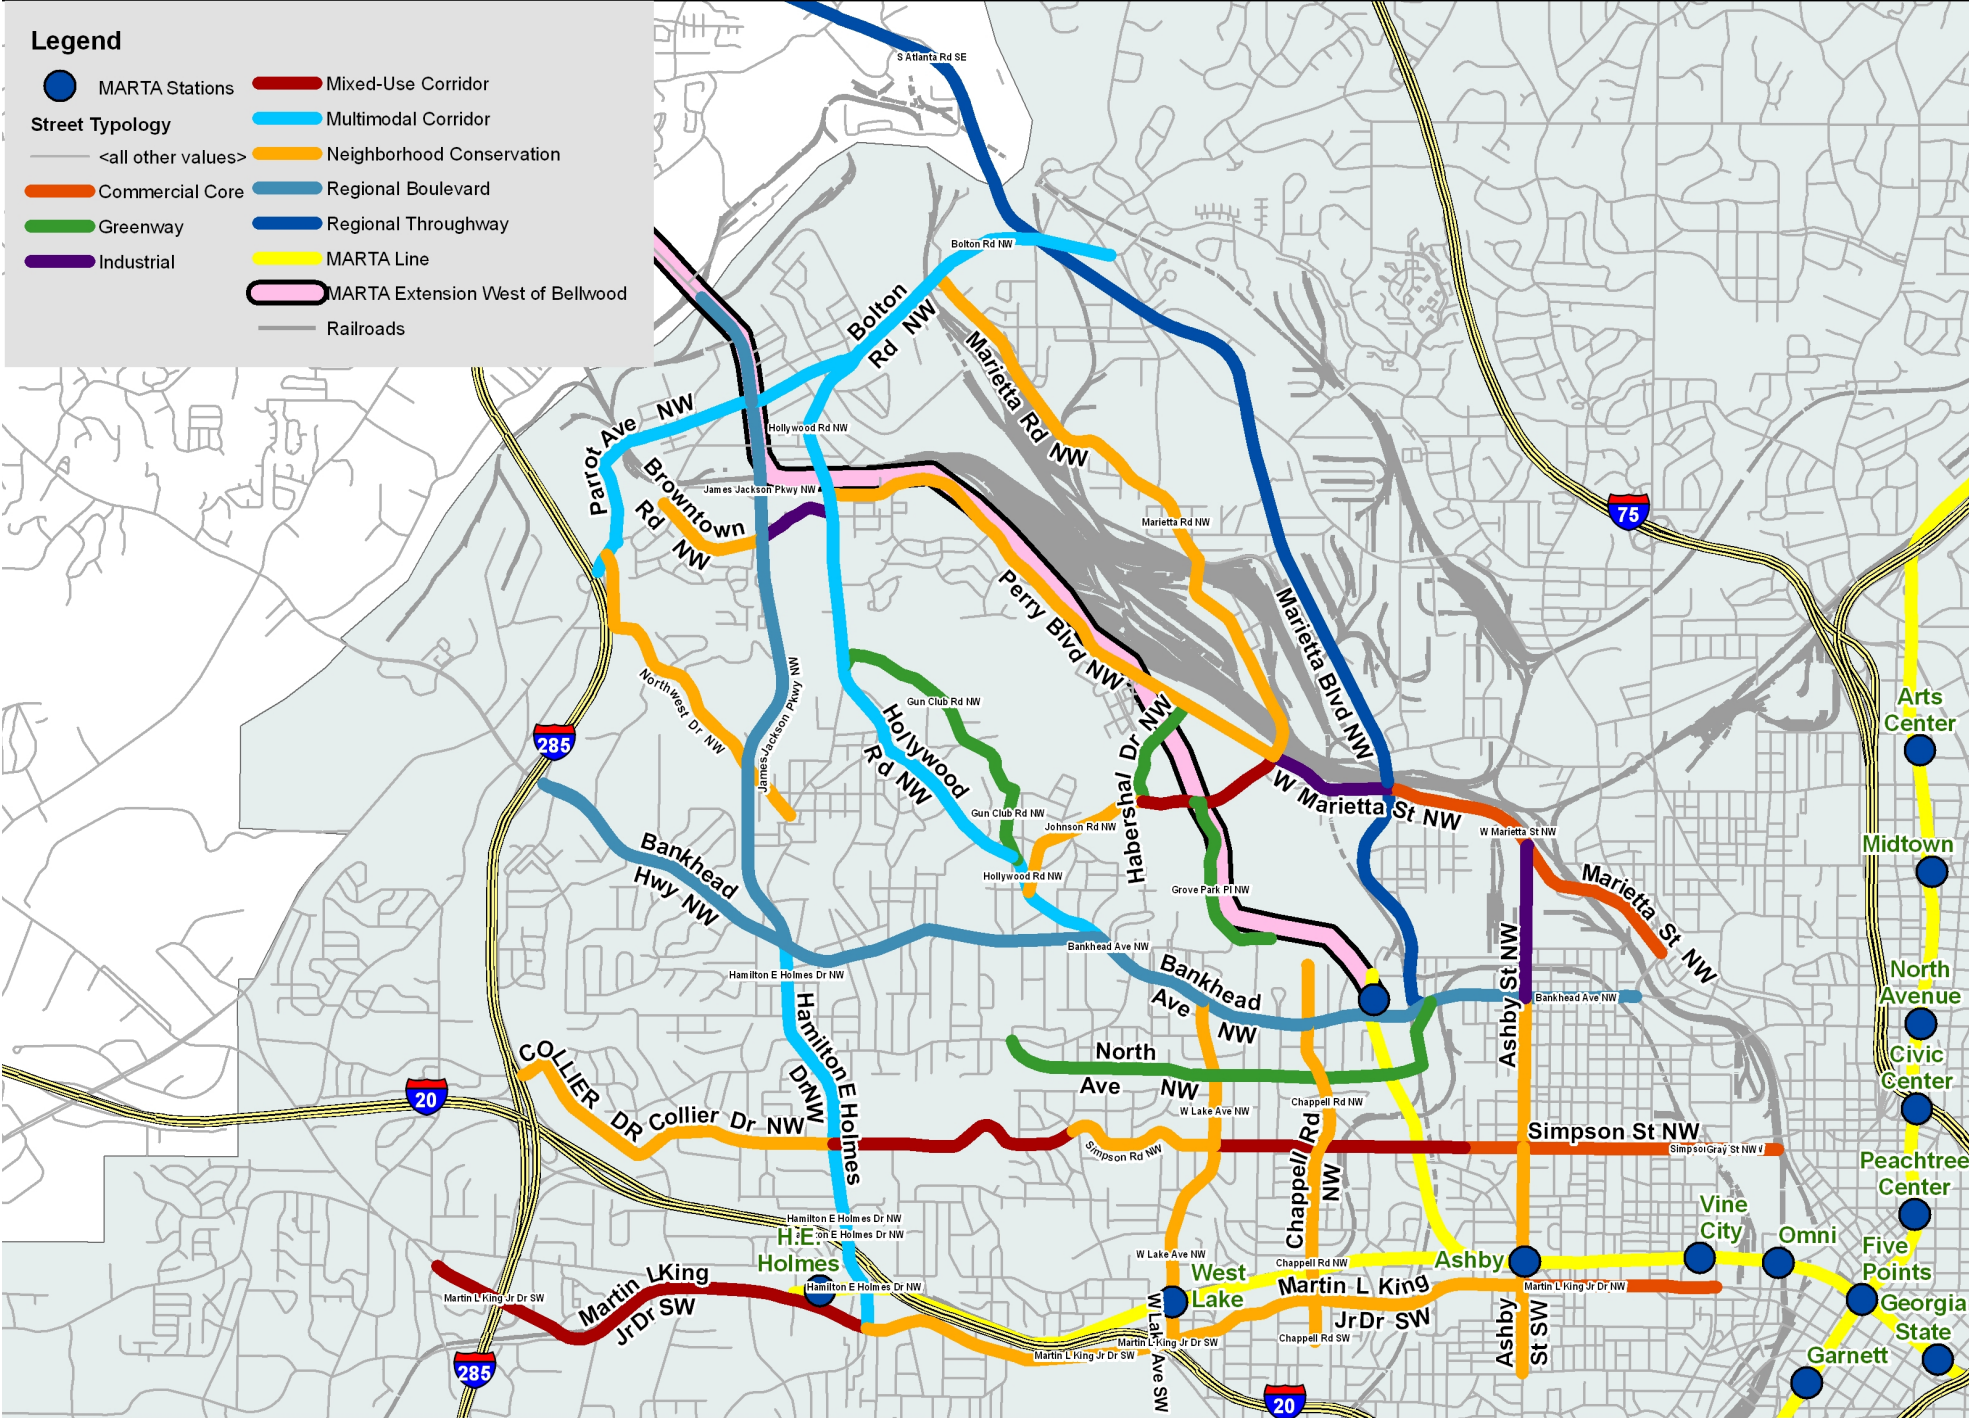 Legend
MARTA Stations
Street Typology
<all other values>
Commercial Core
Greenway
Industrial
Mixed-Use Corridor
Multimodal Corridor
Neighborhood Conservation
Regional Boulevard
Regional Throughway
MARTA Line
MARTA Extension West of Bellwood
Railroads
S Atlanta Rd SE
Bolton Rd NW
Bolton
Rd NW
Marietta Rd NW
Parrot Ave NW
Hollywood Rd NW
James Jackson Pkwy NW
Browntown
Rd NW
Marietta Rd NW
75
Perry Blvd NW
Marietta Blvd NW
Northwest Dr NW
James Jackson Pkwy NW
Gun Club Rd NW
Hollywood
Rd NW
Habershal Dr NW
285
Arts
Center
W Marietta St NW
Gun Club Rd NW
Johnson Rd NW
W Marietta St NW
Midtown
Bankhead
Hwy NW
Hollywood Rd NW
Grove Park Pl NW
Marietta St NW
Bankhead Ave NW
Hamilton E Holmes Dr NW
Bankhead
Ave NW
Ashby St NW
Bankhead Ave NW
North
Avenue
Hamilton E Holmes
Dr NW
North
Ave NW
Civic
Center
COLLIER DR
Collier Dr NW
20
W Lake Ave NW
Chappell Rd NW
Chappell Rd
NW
Simpson Rd NW
Simpson St NW
Gray St NW
Peachtree
Center
Hamilton E Holmes Dr NW
on E Holmes Dr NW
H.E.
Holmes
Hamilton E Holmes Dr NW
W Lake Ave NW
West
Lake
Chappell Rd NW
Ashby
Vine
City
Omni
Five
Points
Martin L King Jr Dr SW
Martin LKing
JrDr SW
Martin L King
JrDr SW
Martin L King Jr Dr NW
Georgia
State
Chappell Rd SW
Martin L King Jr Dr SW
Martin L King Jr Dr SW
W Lake Ave SW
Ashby
St SW
Garnett
285
20